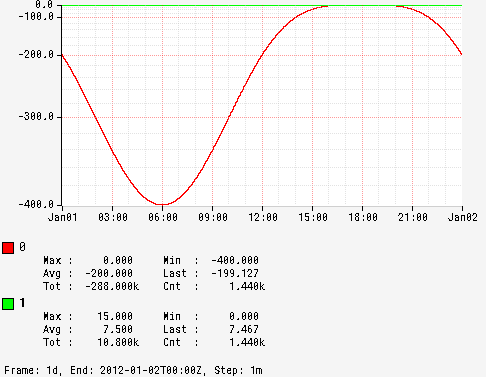 0.0
-100.0
-200.0
-300.0
-400.0
Jan01 03:00 06:00 09:00 12:00 15:00 18:00 21:00 Jan02
0
Max : 0.000 Min : -400.000
Avg : -200.000 Last : -199.127
Tot : -288.000k Cnt : 1.440k
1
Max : 15.000 Min : 0.000
Avg : 7.500 Last : 7.467
Tot : 10.800k Cnt : 1.440k
Frame: 1d, End: 2012-01-02T00:00Z, Step: 1m